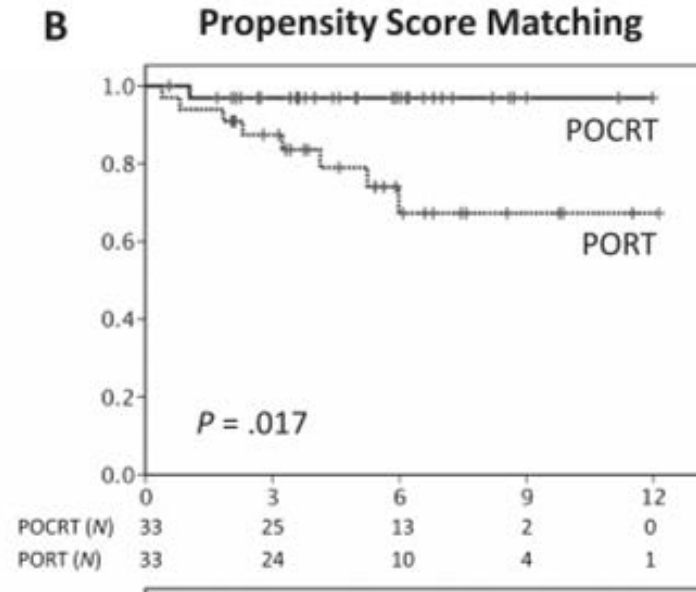 B Propensity Score Matching
1.0
POCRT
0.8
PORT
0.6
0.4
0.2
P = .017
0.0
0 3 6 9 12
POCRT (N) 33 25 13 2 0
PORT (N) 33 24 10 4 1